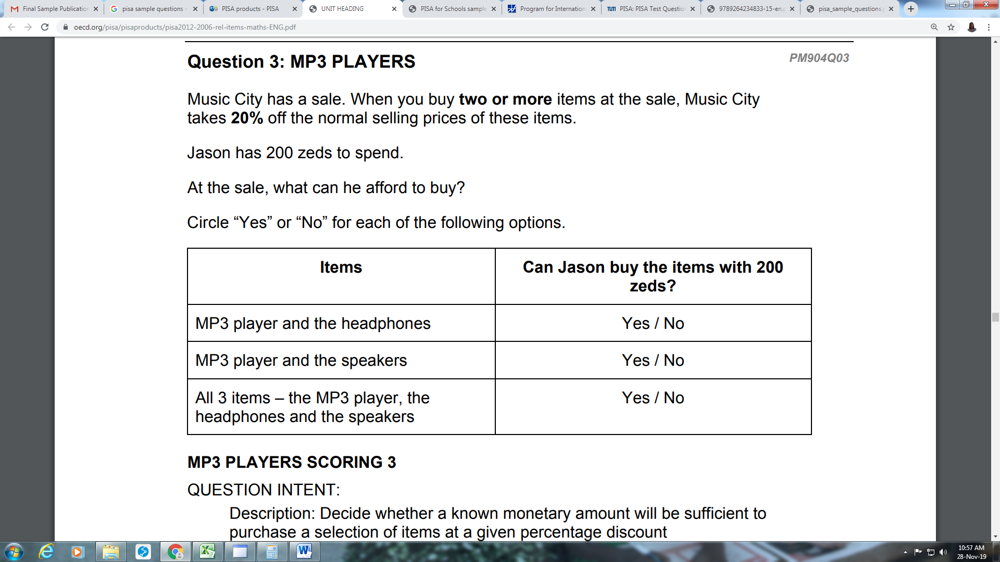 Final Sample Publication
pisa sample questions -
PISA products - PISA
UNIT HEADING
PISA for Schools sample
Program for Internation
TUM PISA: PISA Test Question
9789264234833-15-en.p
pisa_sample_questions.p
oecd.org/pisa/pisaproducts/pisa2012-2006-rel-items-maths-ENG.pdf
Question 3: MP3 PLAYERS
PM904Q03
Music City has a sale. When you buy two or more items at the sale, Music City
takes 20% off the normal selling prices of these items.
Jason has 200 zeds to spend.
At the sale, what can he afford to buy?
Circle “Yes” or “No” for each of the following options.
Items
Can Jason buy the items with 200
zeds?
MP3 player and the headphones
Yes / No
MP3 player and the speakers
Yes / No
All 3 items – the MP3 player, the
headphones and the speakers
Yes / No
MP3 PLAYERS SCORING 3
QUESTION INTENT:
Description: Decide whether a known monetary amount will be sufficient to
purchase a selection of items at a given percentage discount
10:57 AM
28-Nov-19